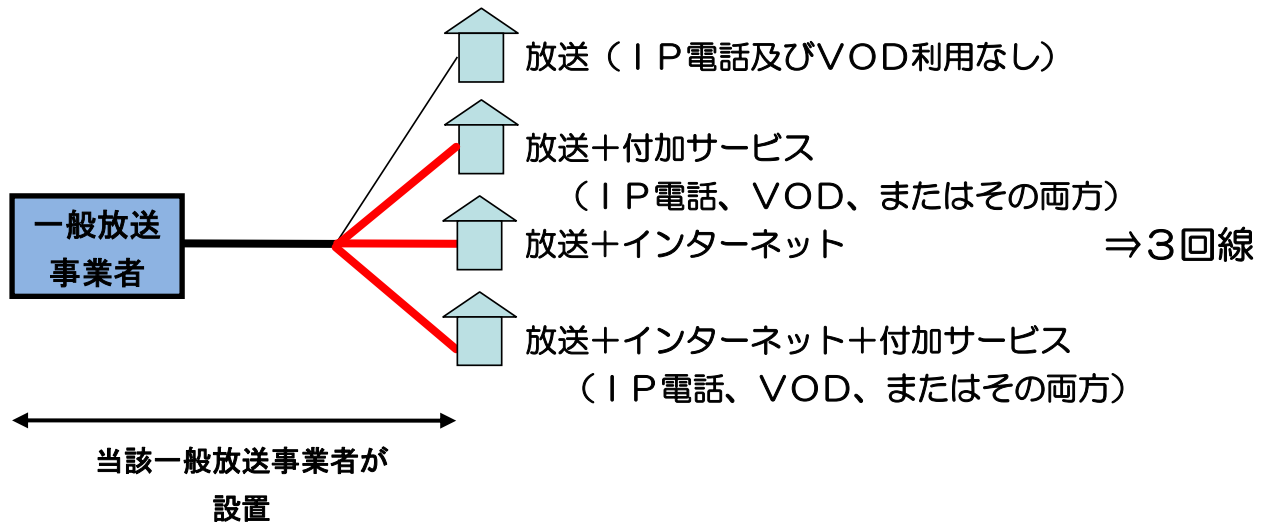 放送（ＩＰ電話及びＶＯＤ利用なし）
放送＋付加サービス
（ＩＰ電話、ＶＯＤ、またはその両方）
一般放送
事業者
放送＋インターネット
⇒３回線
放送＋インターネット＋付加サービス
（ＩＰ電話、ＶＯＤ、またはその両方）
当該一般放送事業者が
設置